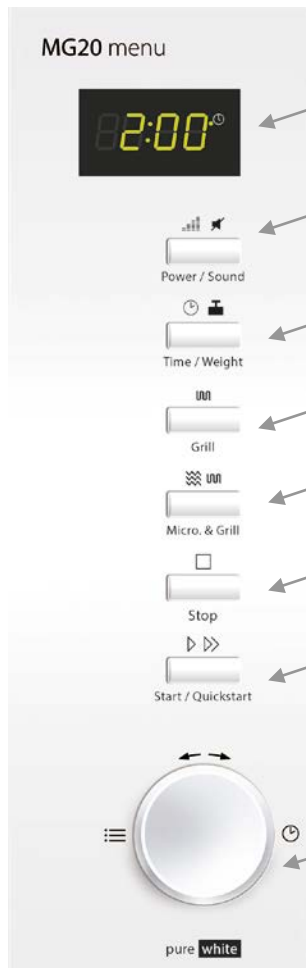 MG20 menu
2:00
Power / Sound
Time / Weight
Grill
Micro. & Grill
Stop
Start / Quickstart
pure white